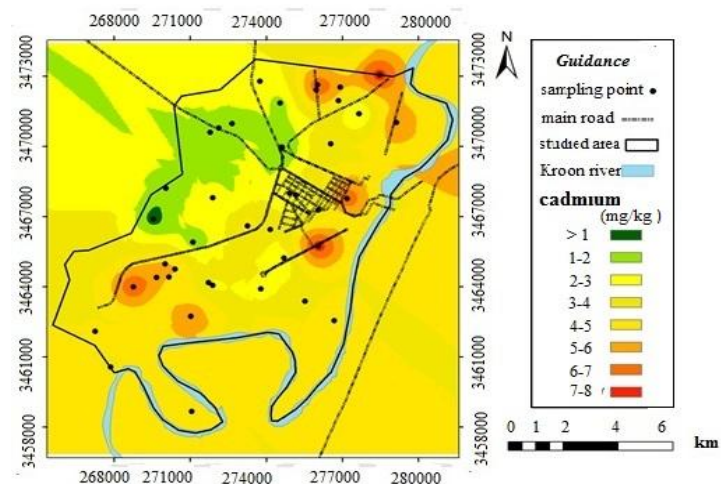 268000 271000 274000 277000 280000
3473000
3470000
3467000
3464000
3461000
3458000
3473000
3470000
3467000
3464000
3461000
3458000
268000 271000 274000 277000 280000
N
Guidance
sampling point
main road
studied area
Kroon river
cadmium
(mg/kg )
> 1
1-2
2-3
3-4
4-5
5-6
6-7
7-8
0 1 2 4 6
km